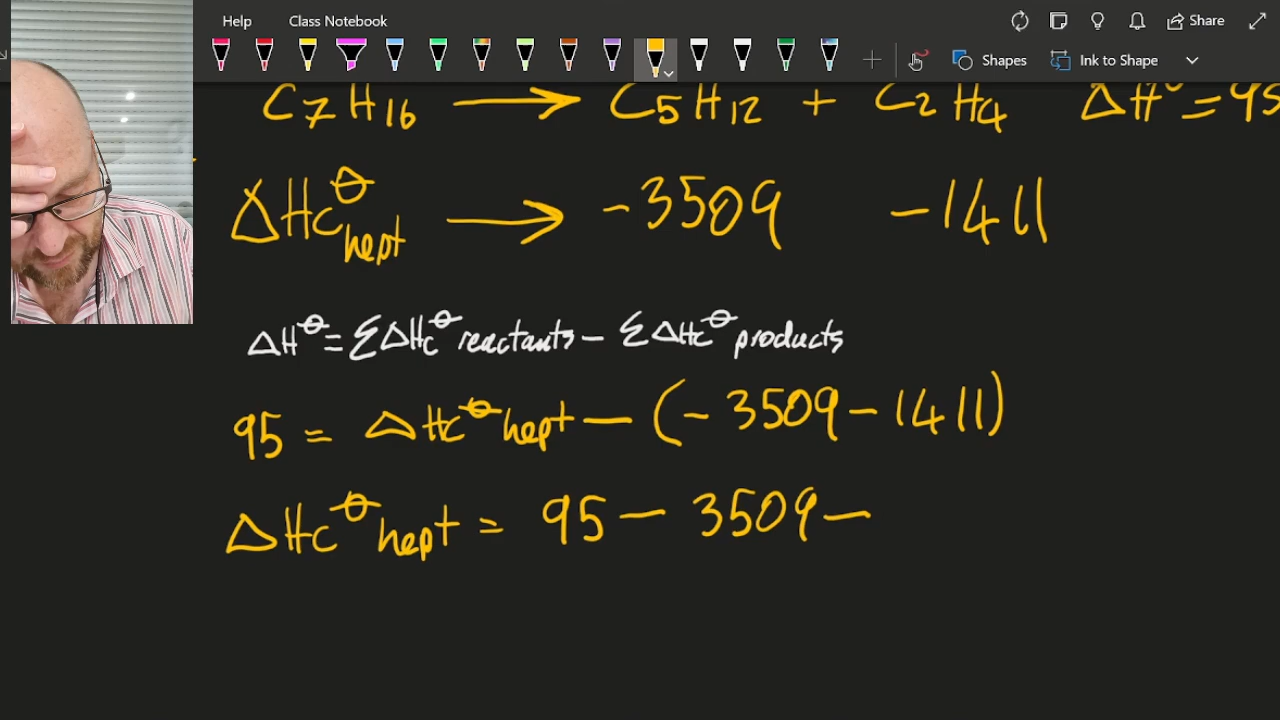 Help Class Notebook Share
Shapes Ink to Shape
C7H16 → C5H12 + C2H4 ΔH⦵=95
ΔHc⦵hept → -3509 -1411
ΔH⦵=ΣΔHc⦵reactants – ΣΔHc⦵products
95 = ΔHc⦵hept – (-3509-1411)
ΔHc⦵hept = 95 – 3509 –